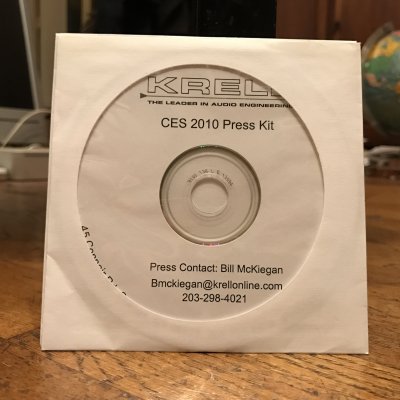 KRELL
THE LEADER IN AUDIO ENGINEERING
CES 2010 Press Kit
Press Contact: Bill McKiegan
Bmckiegan@krellonline.com
203-298-4021
45